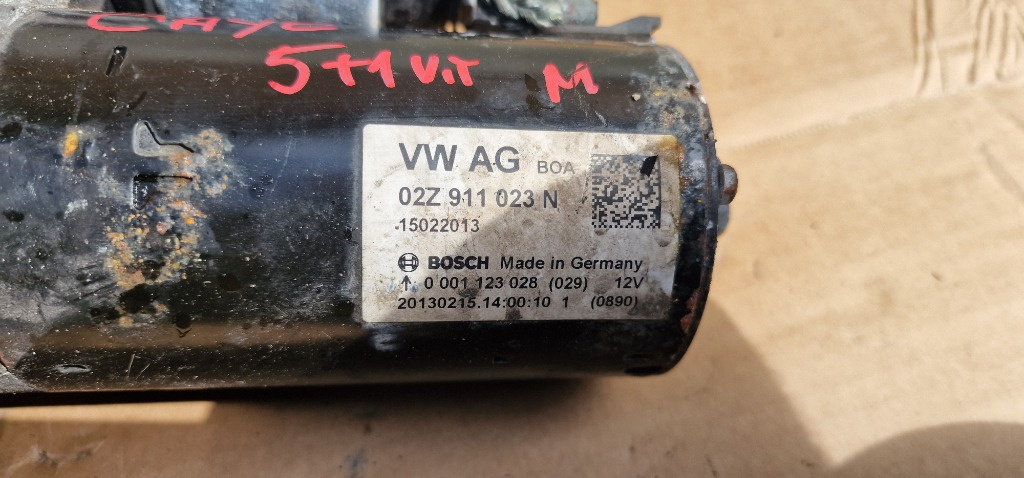 CAYC
5+1 VIT M
VW AG BOA
02Z 911 023 N
15022013
BOSCH Made in Germany
0 001 123 028 (029) 12V
20130215.14:00:10 1 (0890)